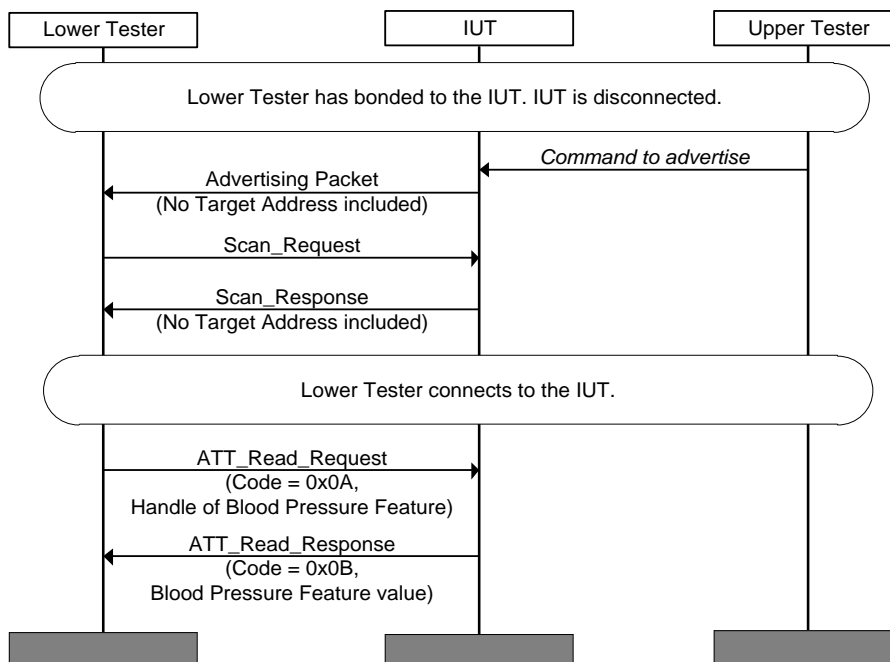 Lower Tester
IUT
Upper Tester
Lower Tester has bonded to the IUT. IUT is disconnected.
Command to advertise
Advertising Packet
(No Target Address included)
Scan_Request
Scan_Response
(No Target Address included)
Lower Tester connects to the IUT.
ATT_Read_Request
(Code = 0x0A,
Handle of Blood Pressure Feature)
ATT_Read_Response
(Code = 0x0B,
Blood Pressure Feature value)